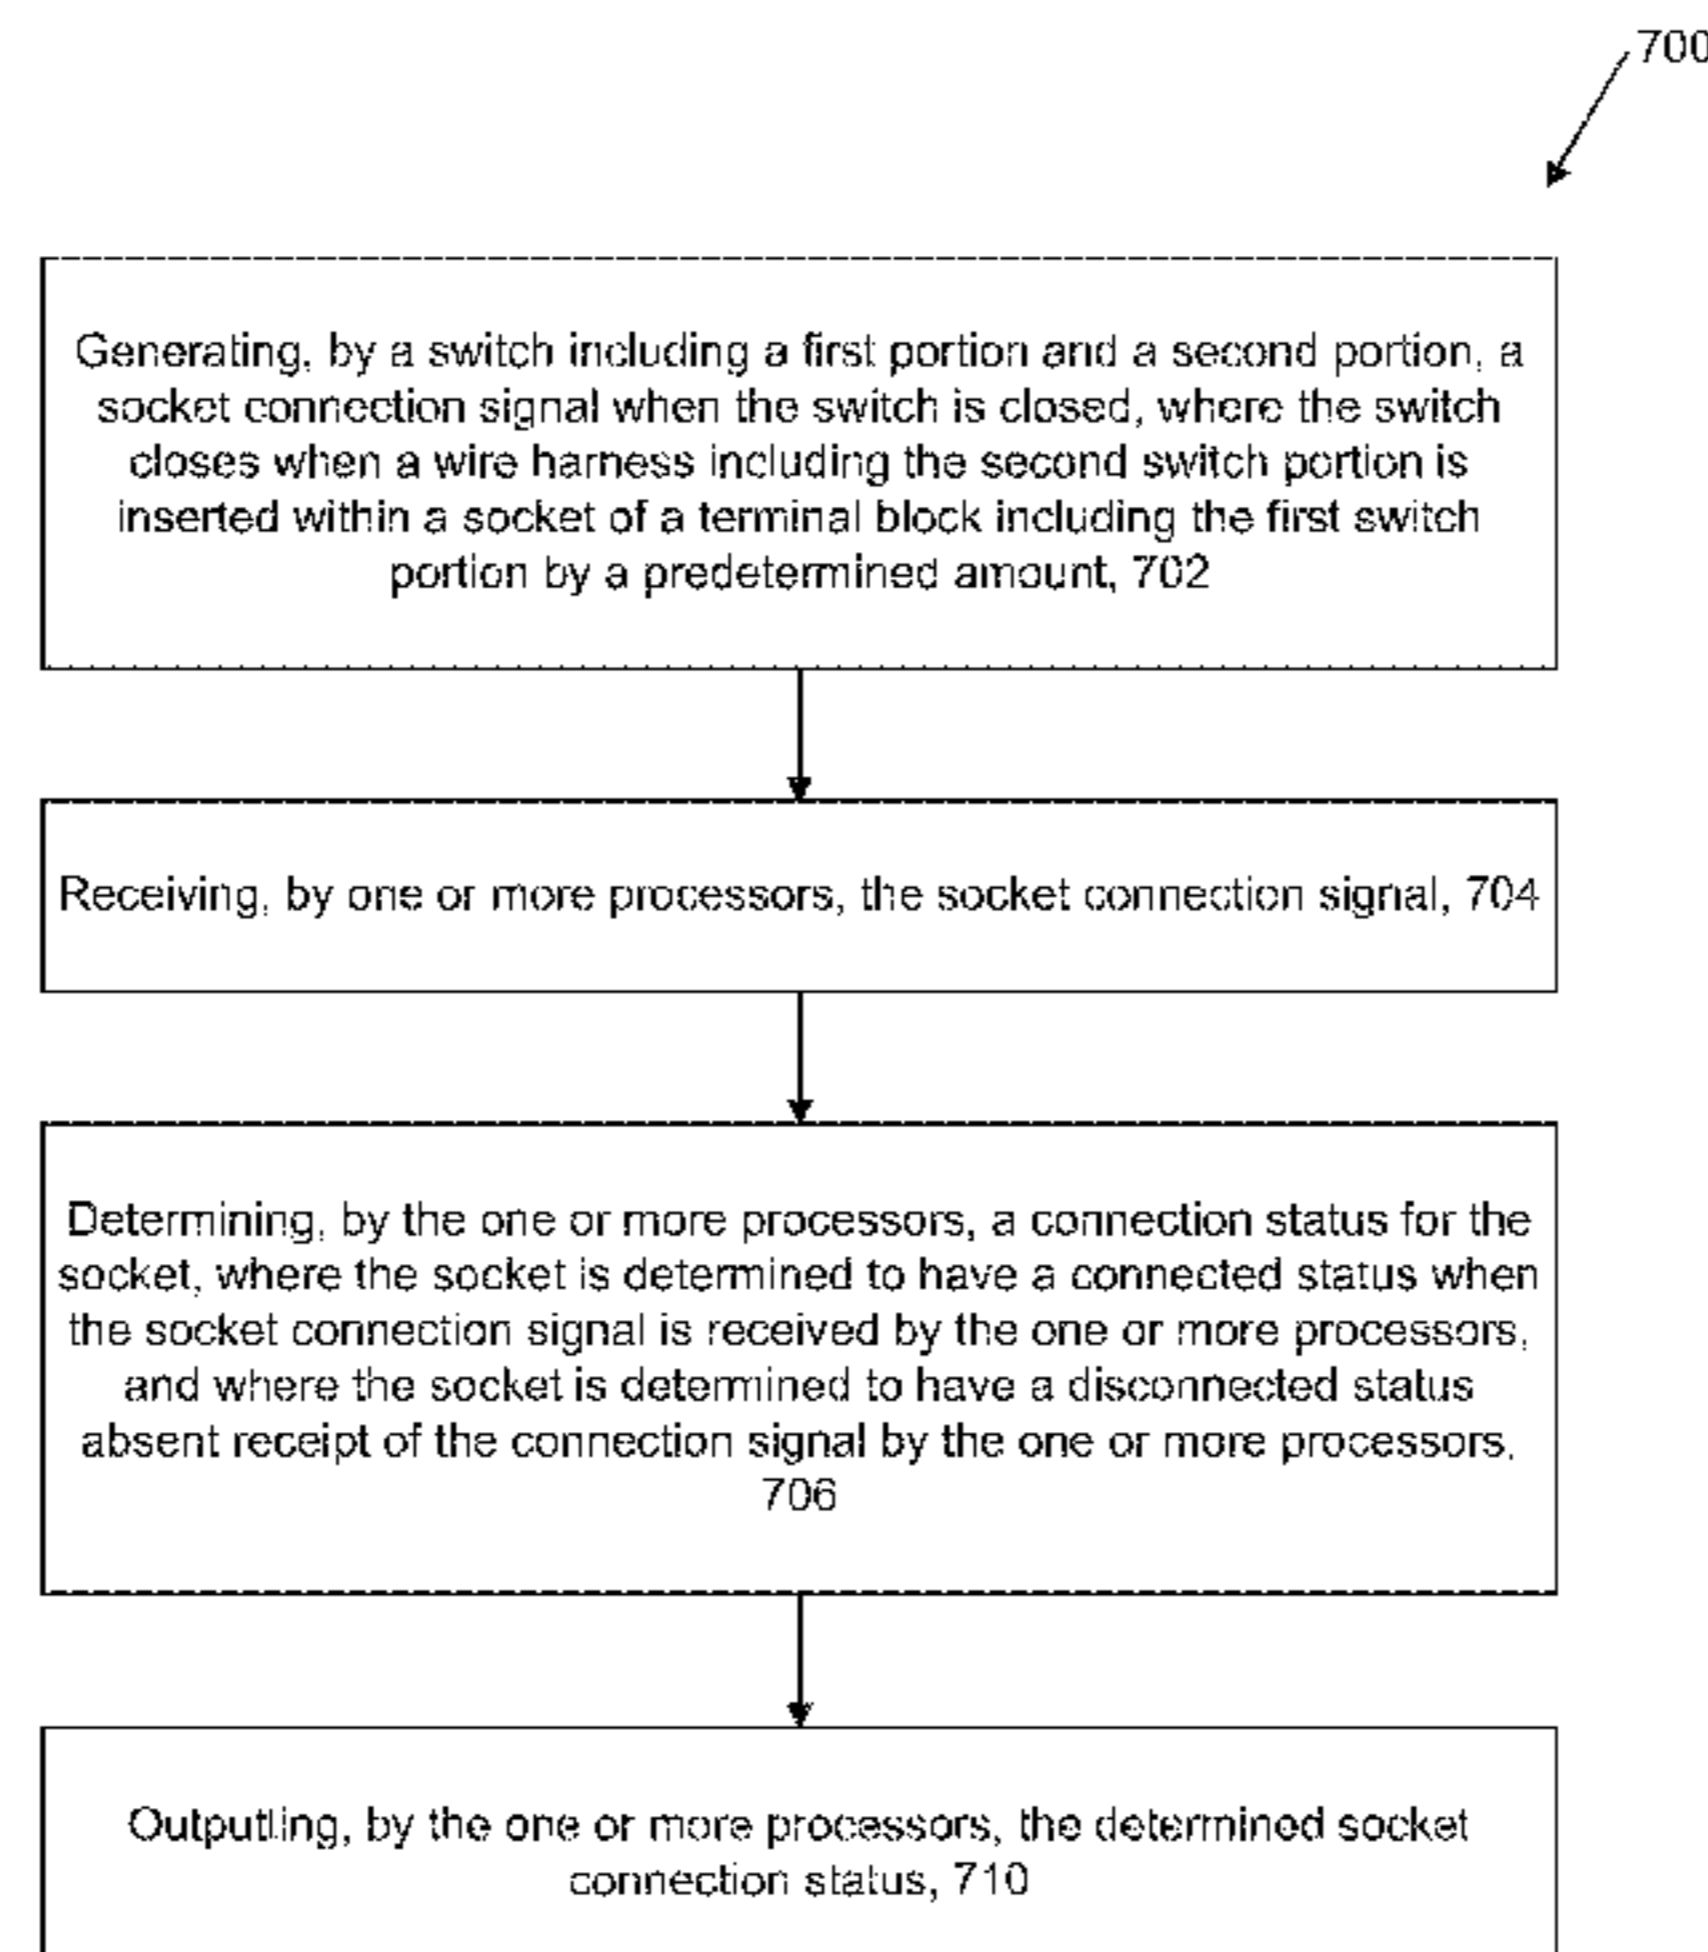 700
Generating, by a switch including a first portion and a second portion, a
socket connection signal when the switch is closed, where the switch
closes when a wire harness including the second switch portion is
inserted within a socket of a terminal block including the first switch
portion by a predetermined amount, 702
Receiving, by one or more processors, the socket connection signal, 704
Determining, by the one or more processors, a connection status for the
socket, where the socket is determined to have a connected status when
the socket connection signal is received by the one or more processors,
and where the socket is determined to have a disconnected status
absent receipt of the connection signal by the one or more processors,
706
Outputting, by the one or more processors, the determined socket
connection status, 710